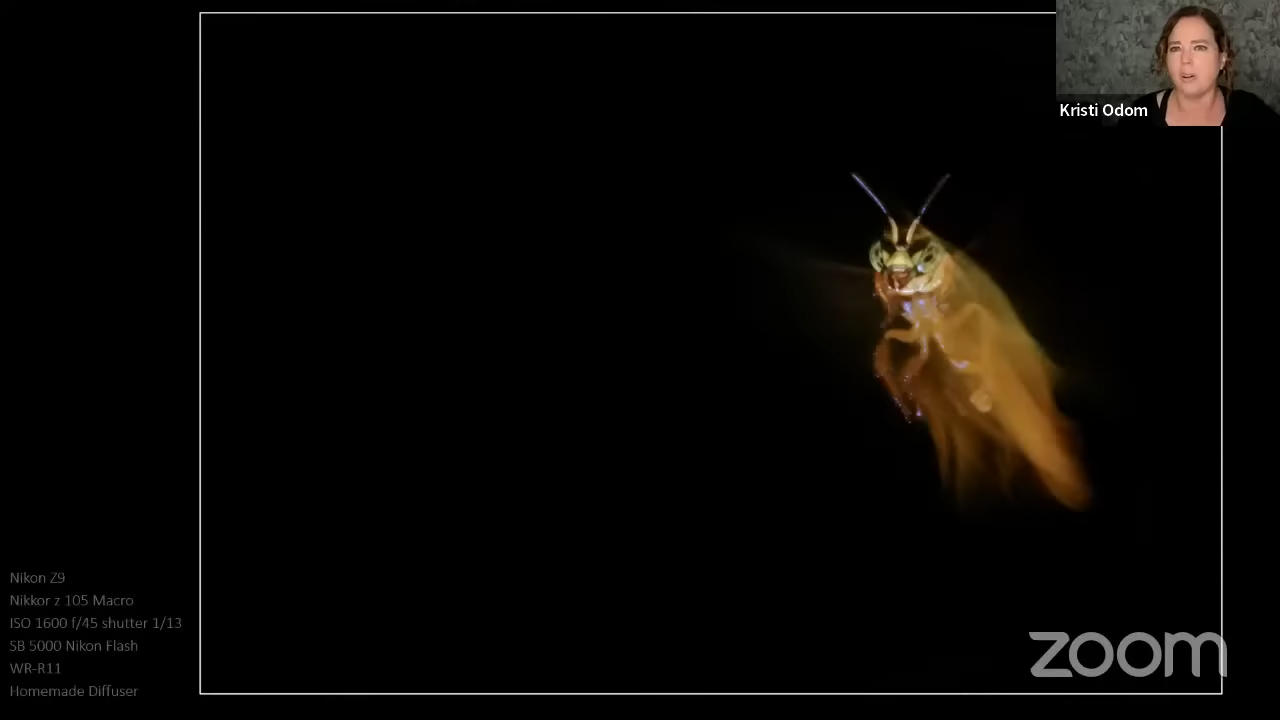 Kristi Odom
Nikon Z9
Nikkor z 105 Macro
ISO 1600 f/45 shutter 1/13
SB 5000 Nikon Flash
WR-R11
Homemade Diffuser
zoom